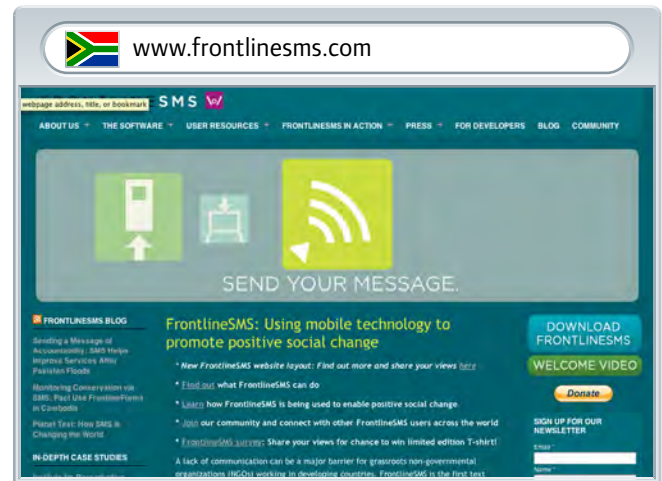 www.frontlinesms.com
webpage address, title, or bookmark
SMS \o/
ABOUT US THE SOFTWARE USER RESOURCES FRONTLINESMS IN ACTION PRESS FOR DEVELOPERS BLOG COMMUNITY
SEND YOUR MESSAGE.
FRONTLINESMS BLOG
Sending a Message of
Accountability: SMS Helps
Improve Services After
Pakistan Floods
Monitoring Conservation via
SMS: Pact Use FrontlineForms
in Cambodia
Planet Text: How SMS is
Changing the World
IN-DEPTH CASE STUDIES
FrontlineSMS: Using mobile technology to
promote positive social change
* New FrontlineSMS website layout: Find out more and share your views here
* Find out what FrontlineSMS can do
* Learn how FrontlineSMS is being used to enable positive social change
* Join our community and connect with other FrontlineSMS users across the world
* FrontlineSMS survey: Share your views for chance to win limited edition T-shirt!
A lack of communication can be a major barrier for grassroots non-governmental
organizations (NGOs) working in developing countries. FrontlineSMS is the first text
DOWNLOAD
FRONTLINESMS
WELCOME VIDEO
Donate
SIGN UP FOR OUR
NEWSLETTER
Email *
Name *